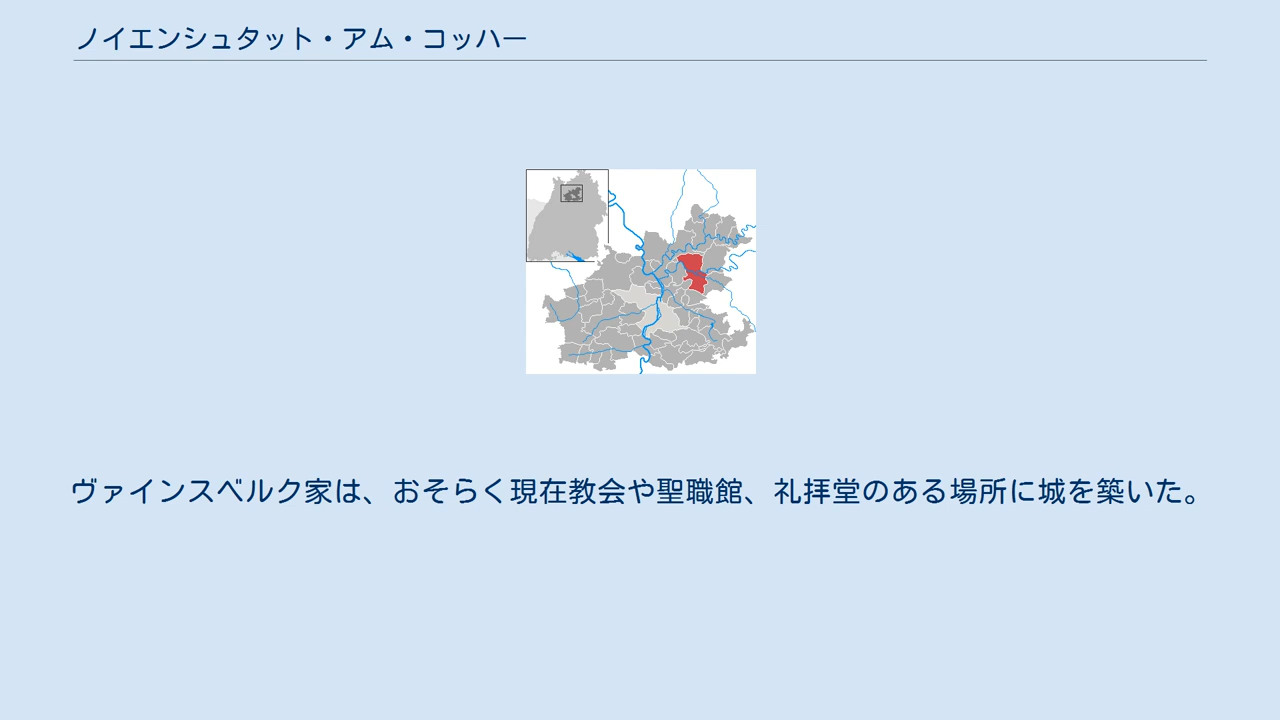 ノイエンシュタット・アム・コッハー
ヴァインスベルク家は、おそらく現在教会や聖職館、礼拝堂のある場所に城を築いた。